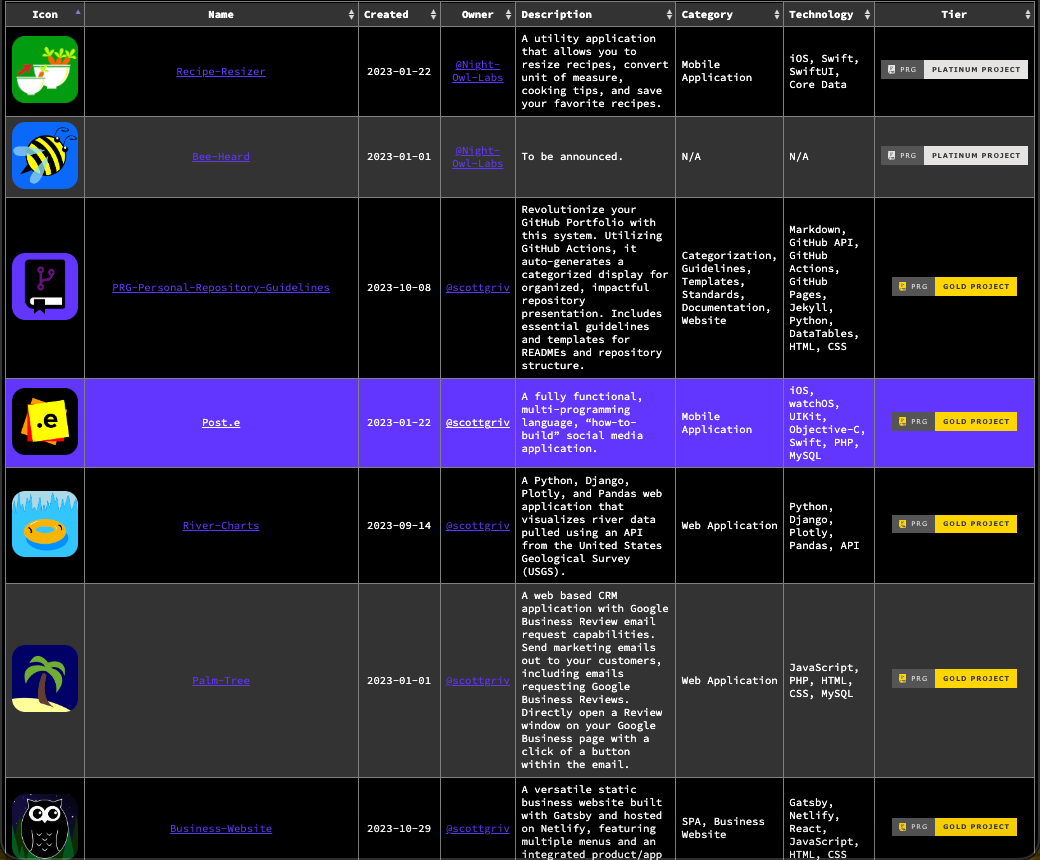 Icon Name Created Owner Description Category Technology Tier
Recipe-Resizer
2023-01-22
@Night-
Owl-Labs
A utility application
that allows you to
resize recipes, convert
unit of measure,
cooking tips, and save
your favorite recipes.
Mobile
Application
iOS, Swift,
SwiftUI,
Core Data
PRG PLATINUM PROJECT
Bee-Heard
2023-01-01
@Night-
Owl-Labs
To be announced.
N/A
N/A
PRG PLATINUM PROJECT
PRG-Personal-Repository-Guidelines
2023-10-08
@scottgriv
Revolutionize your
GitHub Portfolio with
this system. Utilizing
GitHub Actions, it
auto-generates a
categorized display for
organized, impactful
repository
presentation. Includes
essential guidelines
and templates for
READMEs and repository
structure.
Categorization,
Guidelines,
Templates,
Standards,
Documentation,
Website
Markdown,
GitHub API,
GitHub
Actions,
GitHub
Pages,
Jekyll,
Python,
DataTables,
HTML, CSS
PRG GOLD PROJECT
.e
Post.e
2023-01-22
@scottgriv
A fully functional,
multi-programming
language, “how-to-
build” social media
application.
Mobile
Application
iOS,
watchOS,
UIKit,
Objective-C,
Swift, PHP,
MySQL
PRG GOLD PROJECT
River-Charts
2023-09-14
@scottgriv
A Python, Django,
Plotly, and Pandas web
application that
visualizes river data
pulled using an API
from the United States
Geological Survey
(USGS).
Web Application
Python,
Django,
Plotly,
Pandas, API
PRG GOLD PROJECT
Palm-Tree
2023-01-01
@scottgriv
A web based CRM
application with Google
Business Review email
request capabilities.
Send marketing emails
out to your customers,
including emails
requesting Google
Business Reviews.
Directly open a Review
window on your Google
Business page with a
click of a button
within the email.
Web Application
JavaScript,
PHP, HTML,
CSS, MySQL
PRG GOLD PROJECT
Business-Website
2023-10-29
@scottgriv
A versatile static
business website built
with Gatsby and hosted
on Netlify, featuring
multiple menus and an
integrated product/app
SPA, Business
Website
Gatsby,
Netlify,
React,
JavaScript,
HTML, CSS
PRG GOLD PROJECT